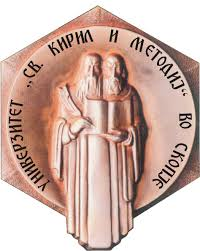 УНИВЕРЗИТЕТ „СВ. КИРИЛ И МЕТОДИЈ“ ВО СКОПЈЕ